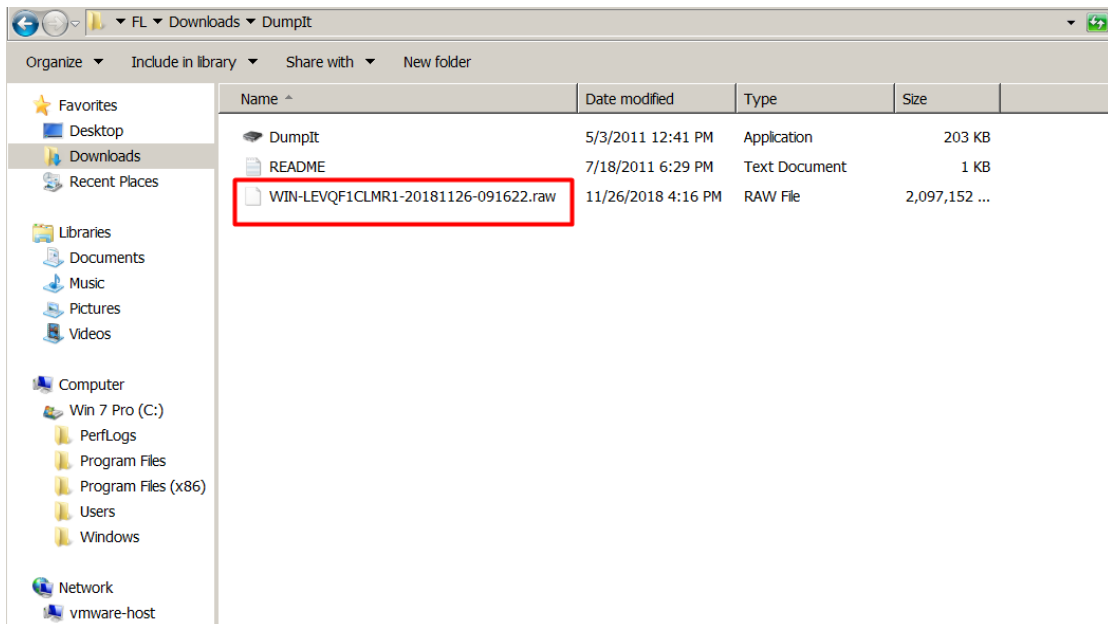 FL Downloads DumpIt
Organize Include in library Share with New folder
Favorites
Desktop
Downloads
Recent Places
Libraries
Documents
Music
Pictures
Videos
Computer
Win 7 Pro (C:)
PerfLogs
Program Files
Program Files (x86)
Users
Windows
Network
vmware-host
Name Date modified Type Size
DumpIt 5/3/2011 12:41 PM Application 203 KB
README 7/18/2011 6:29 PM Text Document 1 KB
WIN-LEVQF1CLMR1-20181126-091622.raw 11/26/2018 4:16 PM RAW File 2,097,152 ...